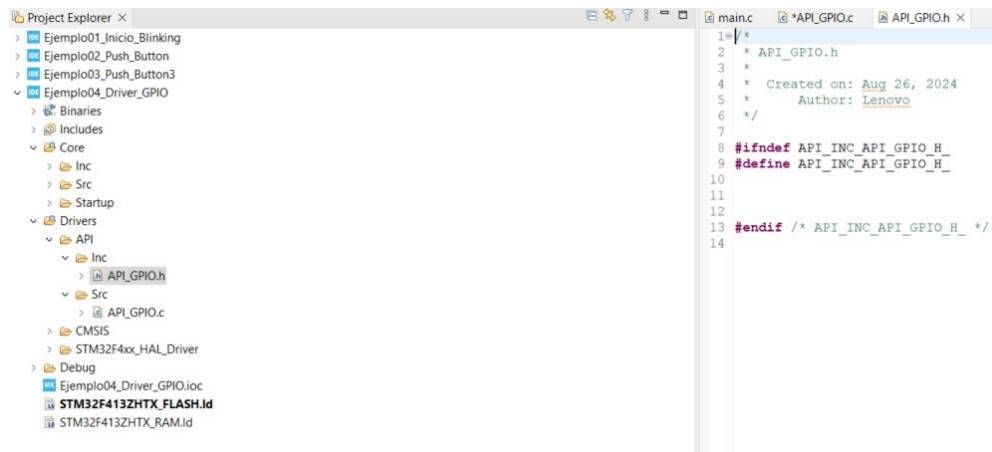 Project Explorer
Ejemplo01_Inicio_Blinking
Ejemplo02_Push_Button
Ejemplo03_Push_Button3
Ejemplo04_Driver_GPIO
Binaries
Includes
Core
Inc
Src
Startup
Drivers
API
Inc
API_GPIO.h
Src
API_GPIO.c
CMSIS
STM32F4xx_HAL_Driver
Debug
Ejemplo04_Driver_GPIO.ioc
STM32F413ZHTX_FLASH.ld
STM32F413ZHTX_RAM.ld
main.c *API_GPIO.c API_GPIO.h
1 /*
2 * API_GPIO.h
3 *
4 * Created on: Aug 26, 2024
5 * Author: Lenovo
6 */
7
8 #ifndef API_INC_API_GPIO_H_
9 #define API_INC_API_GPIO_H_
10
11
12
13 #endif /* API_INC_API_GPIO_H_ */
14